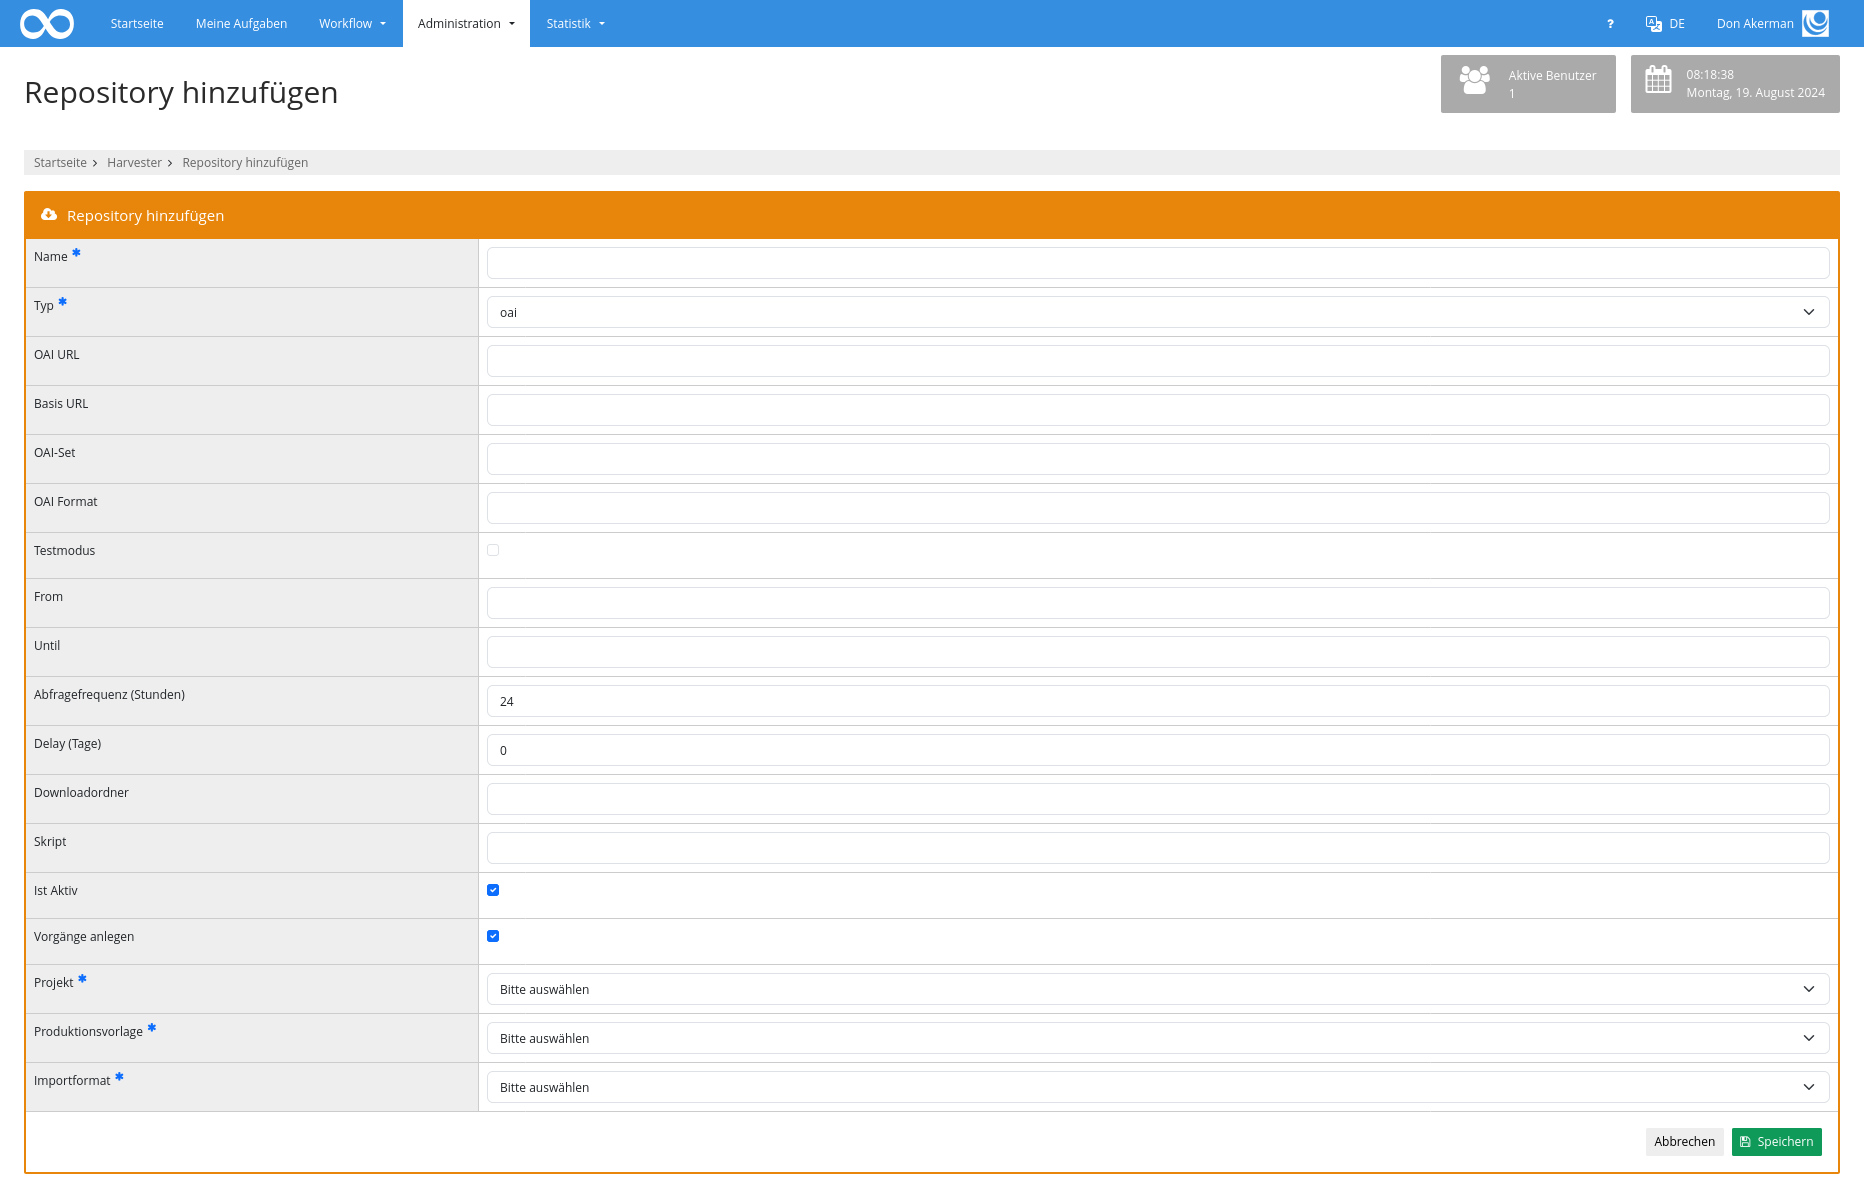 Startseite Meine Aufgaben Workflow Administration Statistik ? DE Don Akerman
Repository hinzufügen
Aktive Benutzer
1
08:18:38
Montag, 19. August 2024
Startseite > Harvester > Repository hinzufügen
Repository hinzufügen
Name *
Typ * oai
OAI URL
Basis URL
OAI-Set
OAI Format
Testmodus
From
Until
Abfragefrequenz (Stunden) 24
Delay (Tage) 0
Downloadordner
Skript
Ist Aktiv
Vorgänge anlegen
Projekt * Bitte auswählen
Produktionsvorlage * Bitte auswählen
Importformat * Bitte auswählen
Abbrechen Speichern